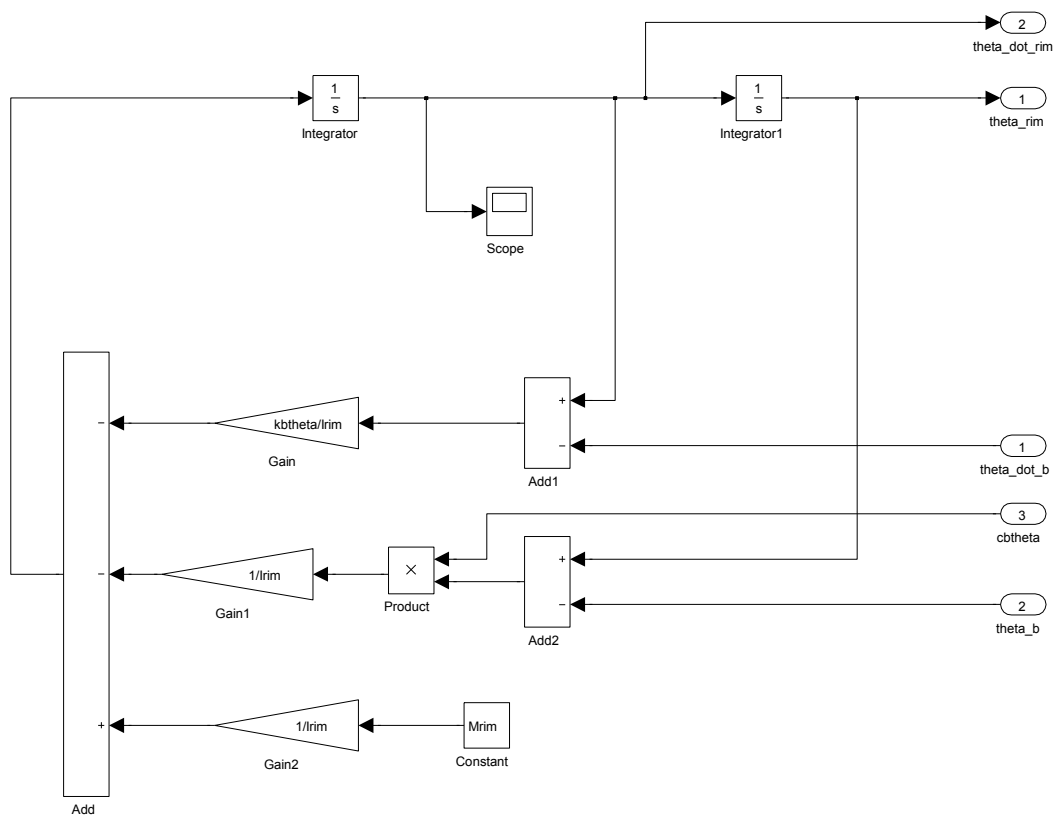 2
theta_dot_rim
1
s
Integrator
1
s
Integrator1
1
theta_rim
Scope
−
kbtheta/Irim
Gain
+
−
Add1
1
theta_dot_b
3
cbtheta
−
1/Irim
Gain1
×
Product
+
−
Add2
2
theta_b
+
1/Irim
Gain2
Mrim
Constant
Add